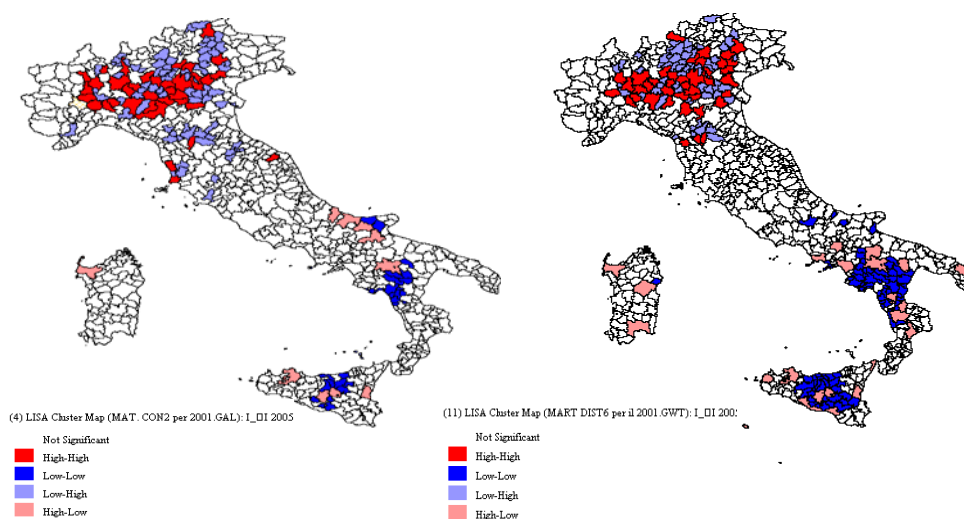 (4) LISA Cluster Map (MAT. CON2 per 2001.GAL): I_III 2005
Not Significant
High-High
Low-Low
Low-High
High-Low
(11) LISA Cluster Map (MART DIST6 per il 2001.GWT): I_III 200
Not Significant
High-High
Low-Low
Low-High
High-Low